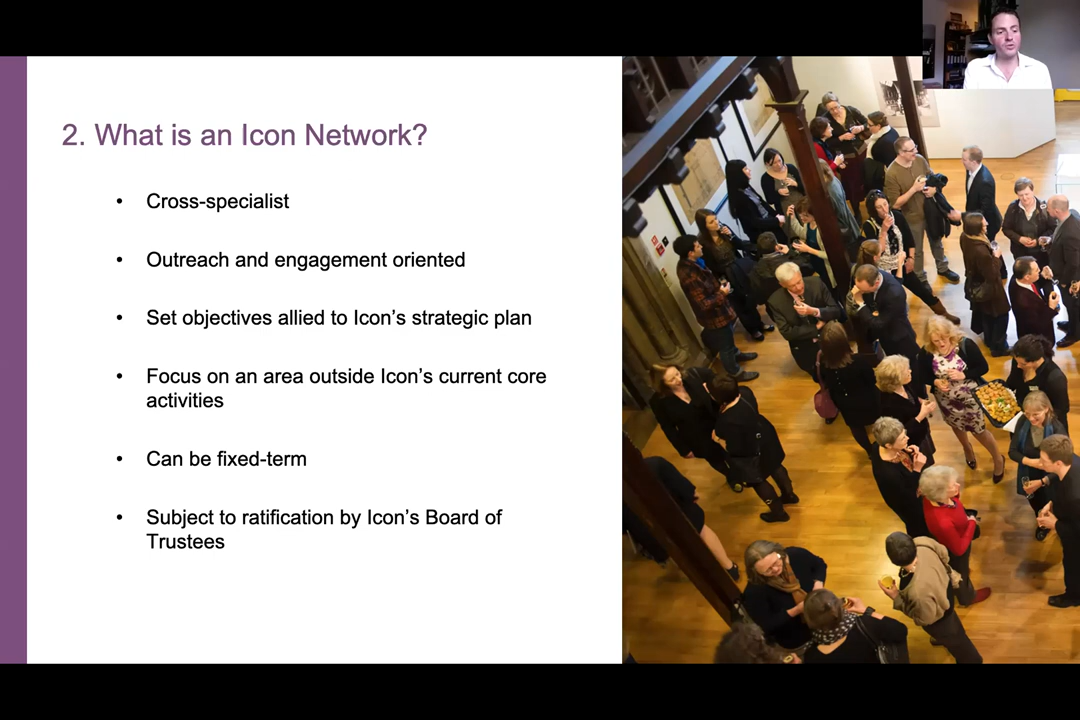 2. What is an Icon Network?
• Cross-specialist
• Outreach and engagement oriented
• Set objectives allied to Icon’s strategic plan
• Focus on an area outside Icon’s current core
activities
• Can be fixed-term
• Subject to ratification by Icon’s Board of
Trustees